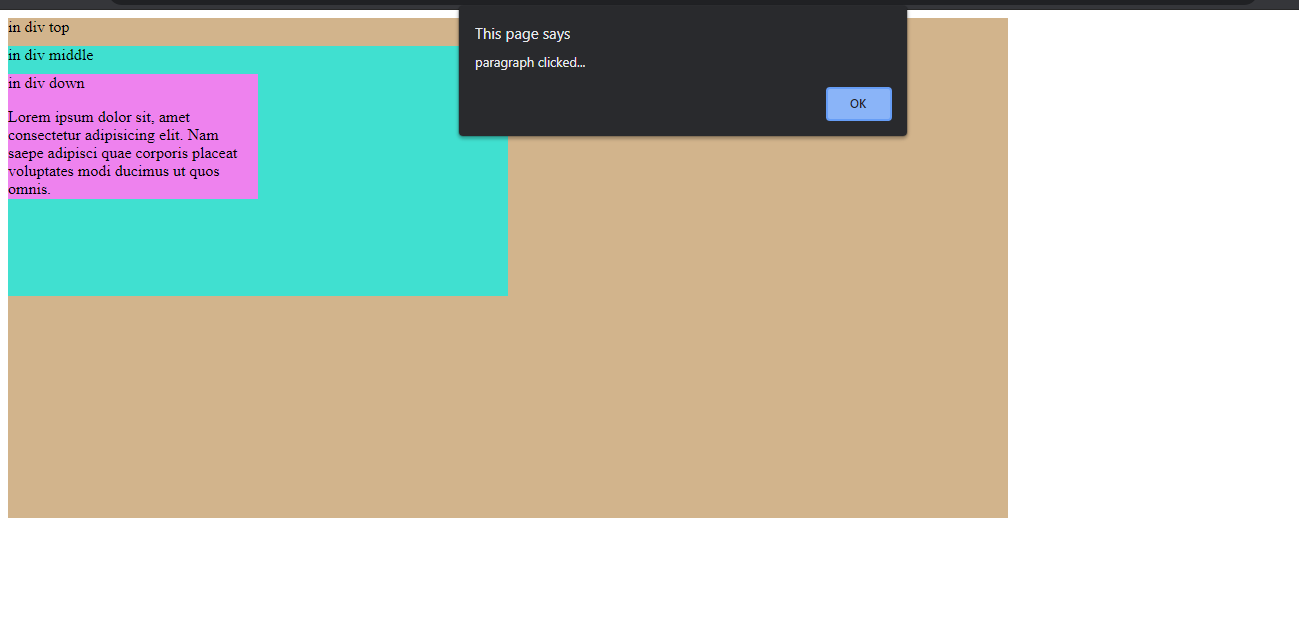 in div top
in div middle
in div down
Lorem ipsum dolor sit, amet
consectetur adipisicing elit. Nam
saepe adipisci quae corporis placeat
voluptates modi ducimus ut quos
omnis.
This page says
paragraph clicked...
OK